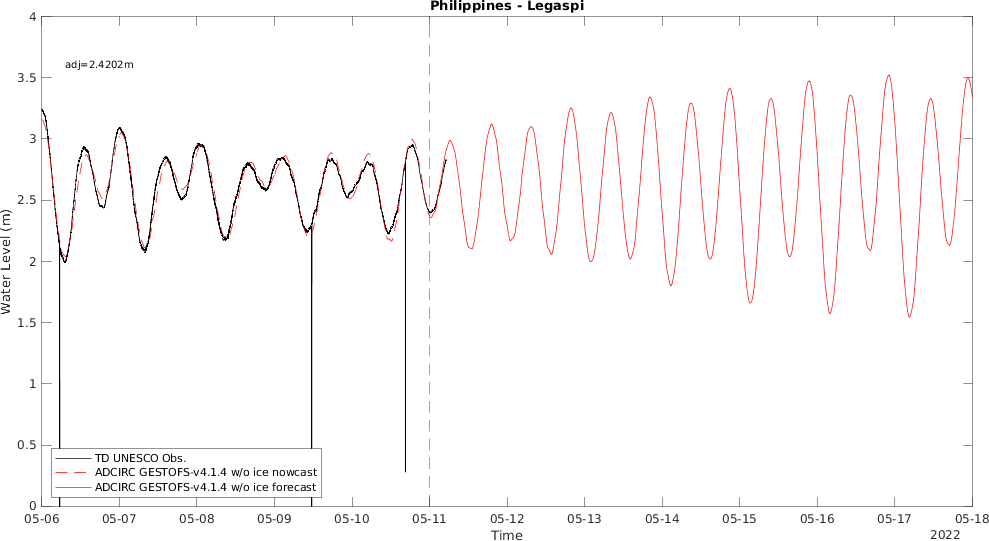 Philippines - Legaspi
adj=2.4202m
Water Level (m)
4
3.5
3
2.5
2
1.5
1
0.5
0
TD UNESCO Obs.
ADCIRC GESTOFS-v4.1.4 w/o ice nowcast
ADCIRC GESTOFS-v4.1.4 w/o ice forecast
05-06 05-07 05-08 05-09 05-10 05-11 05-12 05-13 05-14 05-15 05-16 05-17 05-18
Time
2022